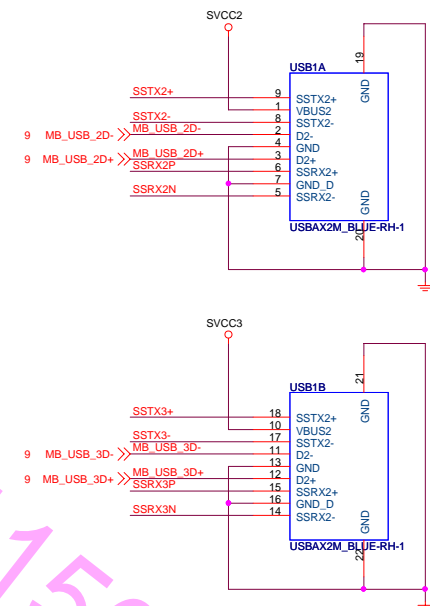 SVCC2
19
USB1A
GND
SSTX2+ 9 SSTX2+
1 VBUS2
SSTX2- 8 SSTX2-
9 MB_USB_2D- MB_USB_2D- 2 D2-
4 GND
9 MB_USB_2D+ MB_USB_2D+ 3 D2+
SSRX2P 6 SSRX2+
7 GND_D
SSRX2N 5 SSRX2-
GND
USBAX2M_BLUE-RH-1
20
SVCC3
21
USB1B
GND
SSTX3+ 18 SSTX2+
10 VBUS2
SSTX3- 17 SSTX2-
9 MB_USB_3D- MB_USB_3D- 11 D2-
13 GND
9 MB_USB_3D+ MB_USB_3D+ 12 D2+
SSRX3P 15 SSRX2+
16 GND_D
SSRX3N 14 SSRX2-
GND
USBAX2M_BLUE-RH-1
22